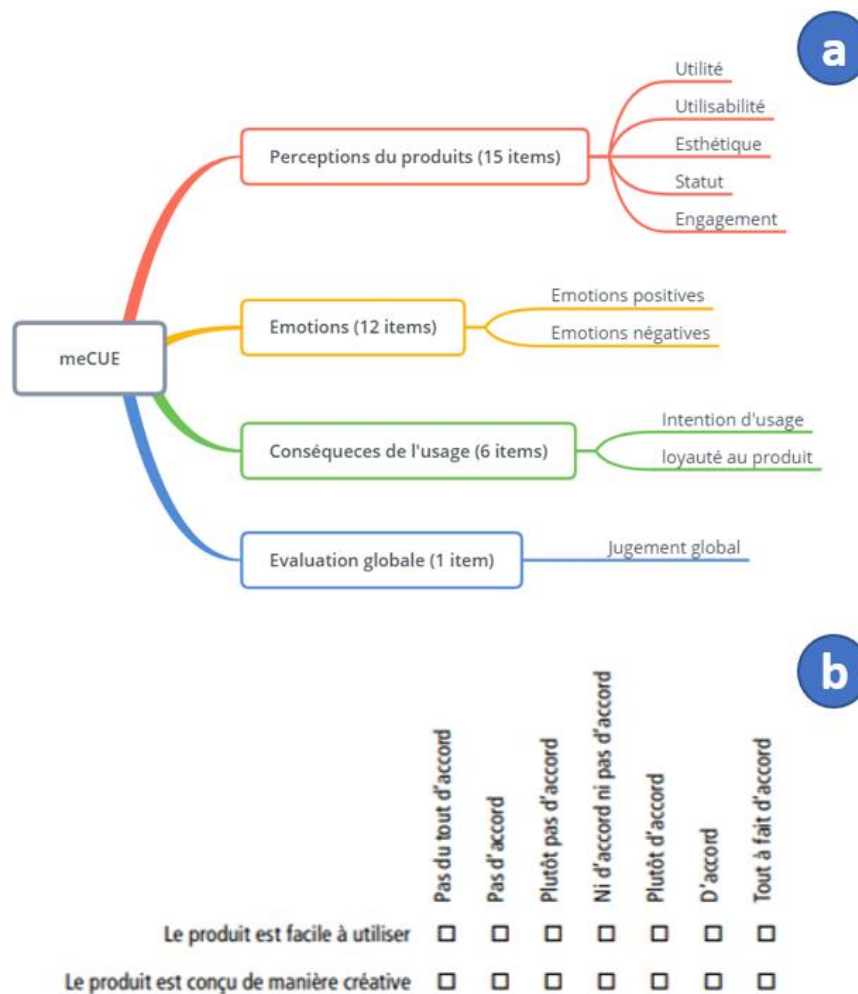 a
Utilité
Utilisabilité
Perceptions du produits (15 items)
Esthétique
Statut
Engagement
Emotions positives
Emotions (12 items)
Emotions négatives
meCUE
Intention d'usage
Conséqueces de l'usage (6 items)
loyauté au produit
Evaluation globale (1 item)
Jugement global
b
Pas du tout d'accord
Pas d'accord
Plutôt pas d'accord
Ni d'accord ni pas d'accord
Plutôt d'accord
D'accord
Tout à fait d'accord
Le produit est facile à utiliser
Le produit est conçu de manière créative